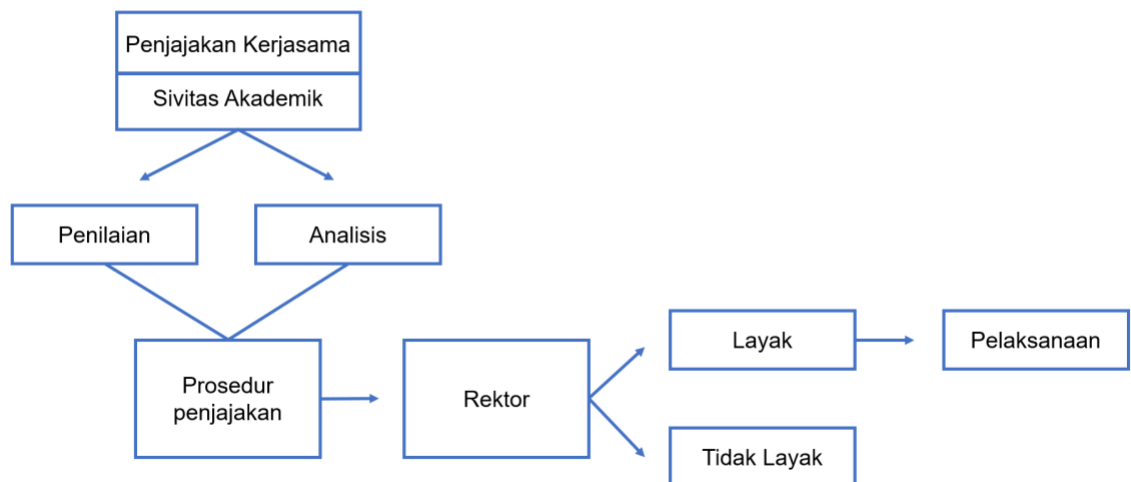 Penjajakan Kerjasama
Sivitas Akademik
Penilaian
Analisis
Prosedur
penjajakan
Rektor
Layak
Pelaksanaan
Tidak Layak